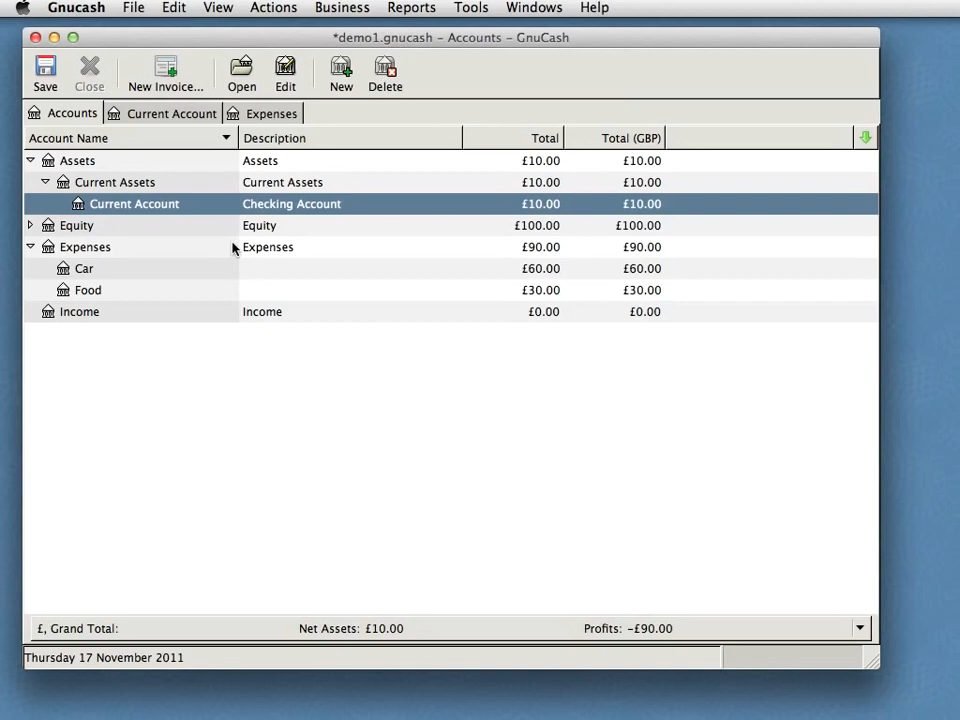 Gnucash File Edit View Actions Business Reports Tools Windows Help
*demo1.gnucash – Accounts – GnuCash
Save Close New Invoice... Open Edit New Delete
Accounts Current Account Expenses
Account Name Description Total Total (GBP)
Assets Assets £10.00 £10.00
Current Assets Current Assets £10.00 £10.00
Current Account Checking Account £10.00 £10.00
Equity Equity £100.00 £100.00
Expenses Expenses £90.00 £90.00
Car £60.00 £60.00
Food £30.00 £30.00
Income Income £0.00 £0.00
£, Grand Total: Net Assets: £10.00 Profits: -£90.00
Thursday 17 November 2011